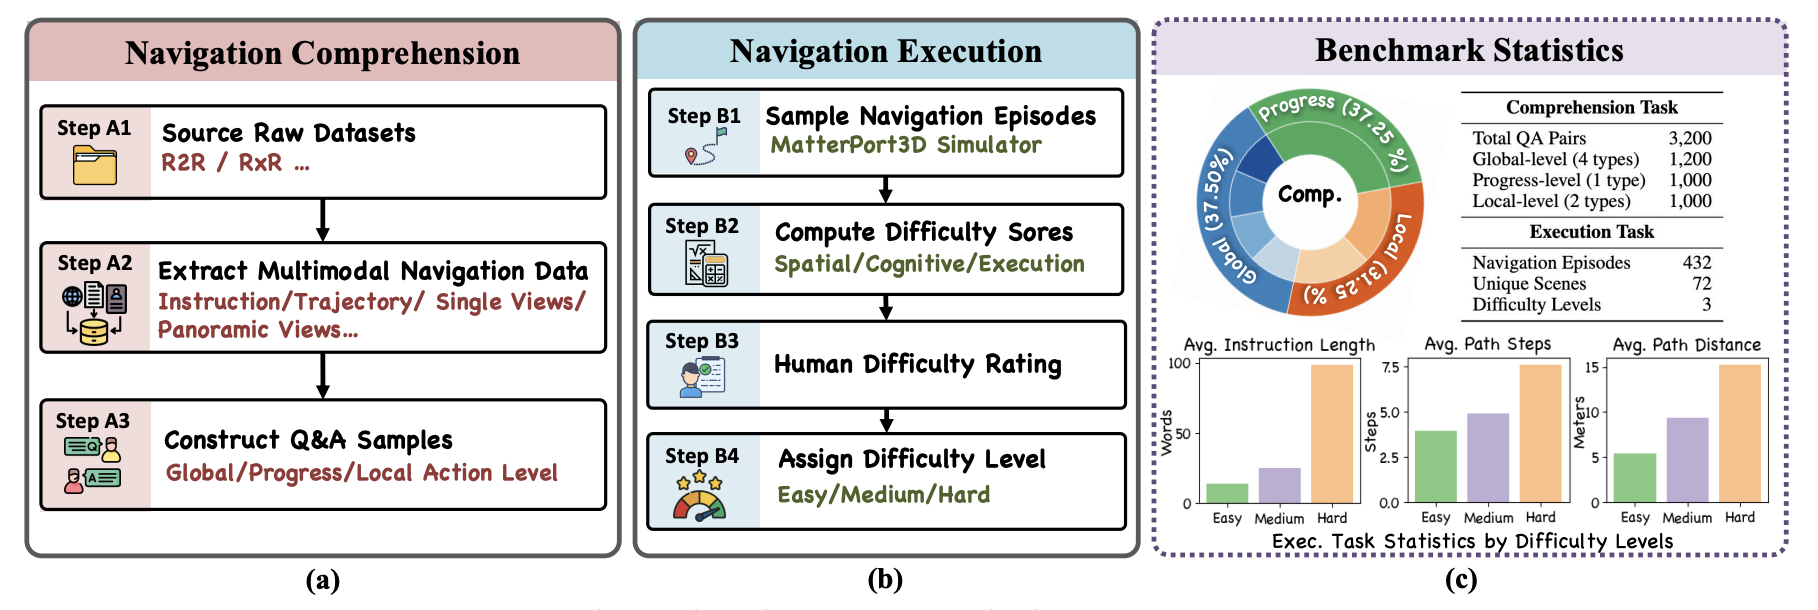 Navigation Comprehension
Step A1
Source Raw Datasets
R2R / RxR ...
Step A2
Extract Multimodal Navigation Data
Instruction/Trajectory/ Single Views/
Panoramic Views...
Step A3
Construct Q&A Samples
Global/Progress/Local Action Level
(a)
Navigation Execution
Step B1
Sample Navigation Episodes
MatterPort3D Simulator
Step B2
Compute Difficulty Sores
Spatial/Cognitive/Execution
Step B3
Human Difficulty Rating
Step B4
Assign Difficulty Level
Easy/Medium/Hard
(b)
Benchmark Statistics
Progress (37.25 %)
Global (37.50%)
Local (31.25 %)
Comp.
Comprehension Task
Total QA Pairs 3,200
Global-level (4 types) 1,200
Progress-level (1 type) 1,000
Local-level (2 types) 1,000
Execution Task
Navigation Episodes 432
Unique Scenes 72
Difficulty Levels 3
Avg. Instruction Length
Words
100
50
0
Easy Medium Hard
Avg. Path Steps
Steps
7.5
5.0
2.5
0.0
Easy Medium Hard
Avg. Path Distance
Meters
15
10
5
0
Easy Medium Hard
Exec. Task Statistics by Difficulty Levels
(c)